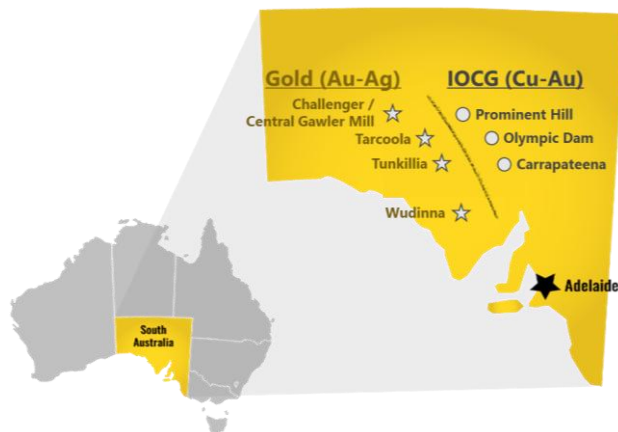 Gold (Au-Ag)
IOCG (Cu-Au)
Challenger /
Central Gawler Mill
Prominent Hill
Tarcoola
Olympic Dam
Tunkillia
Carrapateena
Wudinna
Adelaide
South
Australia